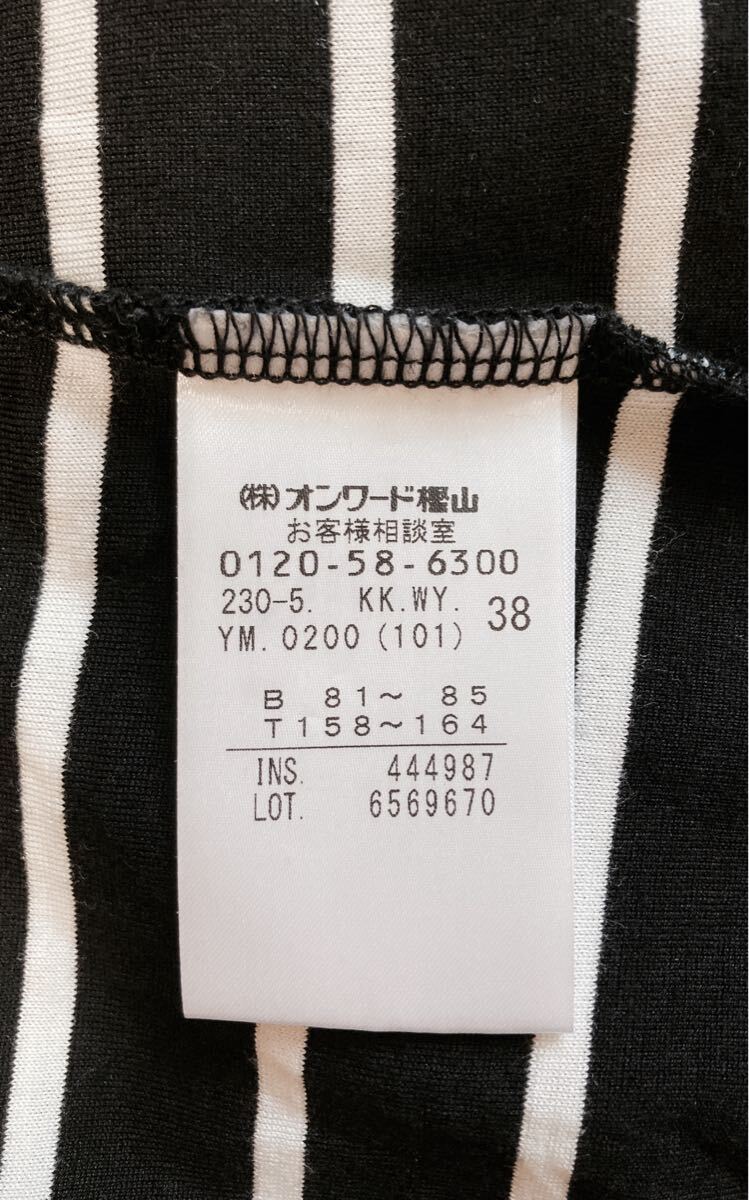 (株)オンワード樫山
お客様相談室
0120-58-6300
230-5. KK.WY. 38
YM.0200(101)
B 81～ 85
T158～164
INS. 444987
LOT. 6569670